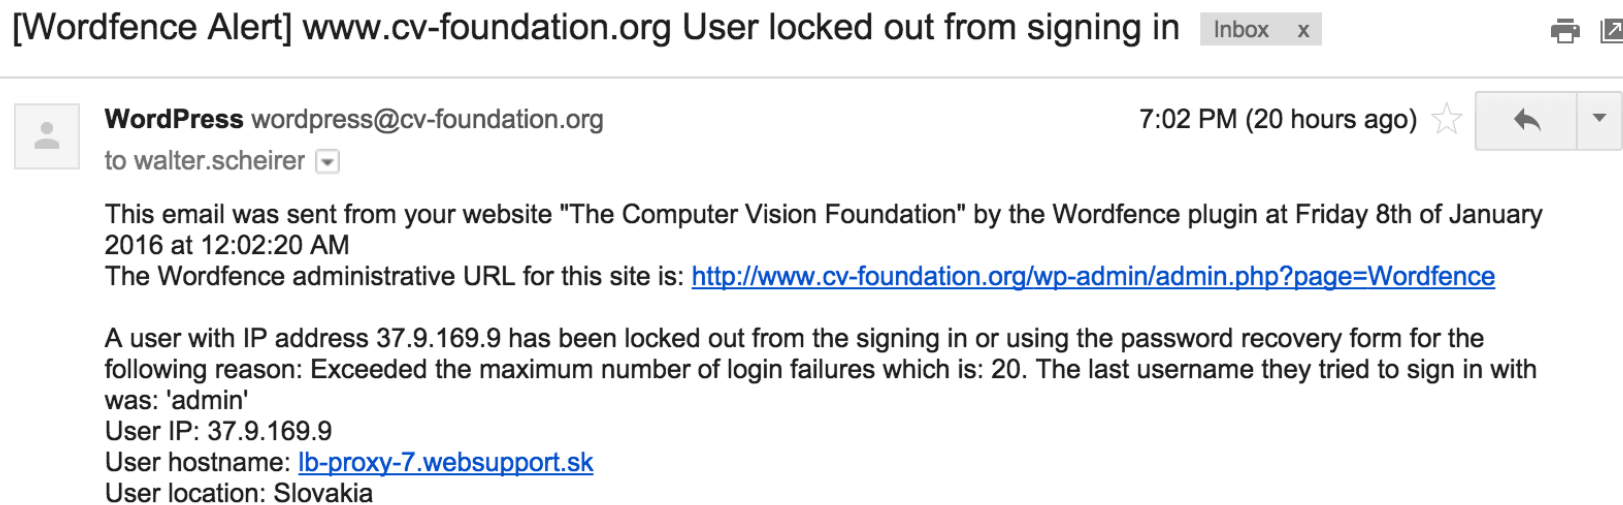 [Wordfence Alert] www.cv-foundation.org User locked out from signing in Inbox x
WordPress wordpress@cv-foundation.org 7:02 PM (20 hours ago)
to walter.scheirer
This email was sent from your website "The Computer Vision Foundation" by the Wordfence plugin at Friday 8th of January
2016 at 12:02:20 AM
The Wordfence administrative URL for this site is: http://www.cv-foundation.org/wp-admin/admin.php?page=Wordfence
A user with IP address 37.9.169.9 has been locked out from the signing in or using the password recovery form for the
following reason: Exceeded the maximum number of login failures which is: 20. The last username they tried to sign in with
was: 'admin'
User IP: 37.9.169.9
User hostname: lb-proxy-7.websupport.sk
User location: Slovakia